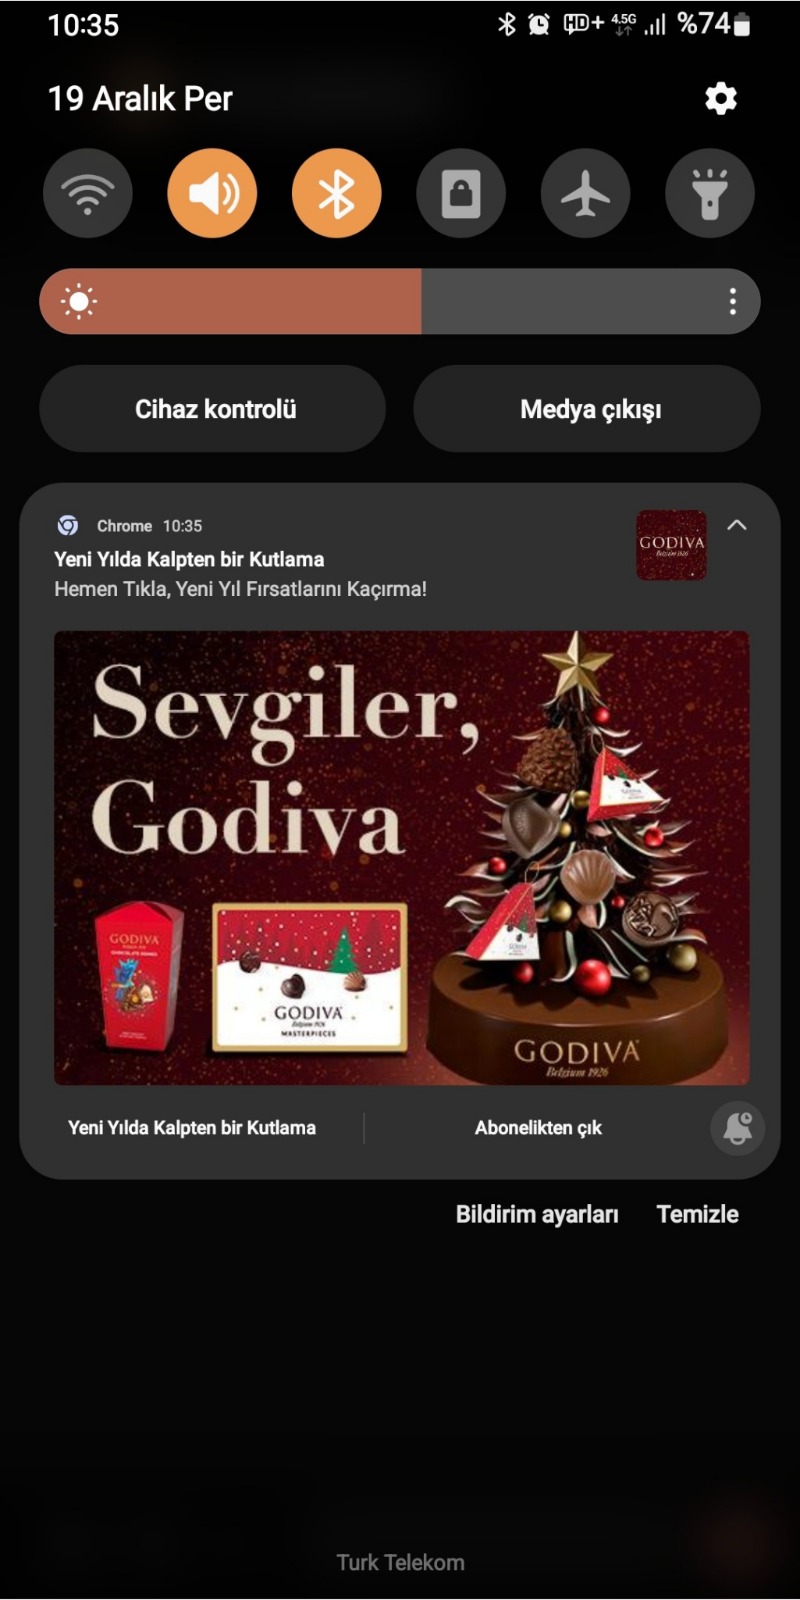 10:35
HD+ 4.5G %74
19 Aralık Per
Cihaz kontrolü
Medya çıkışı
Chrome 10:35
GODIVA
Belgium 1926
Yeni Yılda Kalpten bir Kutlama
Hemen Tıkla, Yeni Yıl Fırsatlarını Kaçırma!
Sevgiler,
Godiva
GODIVA
GODIVA
Belgium 1926
MASTERPIECES
GODIVA
Belgium 1926
Yeni Yılda Kalpten bir Kutlama
Abonelikten çık
Bildirim ayarları
Temizle
Turk Telekom